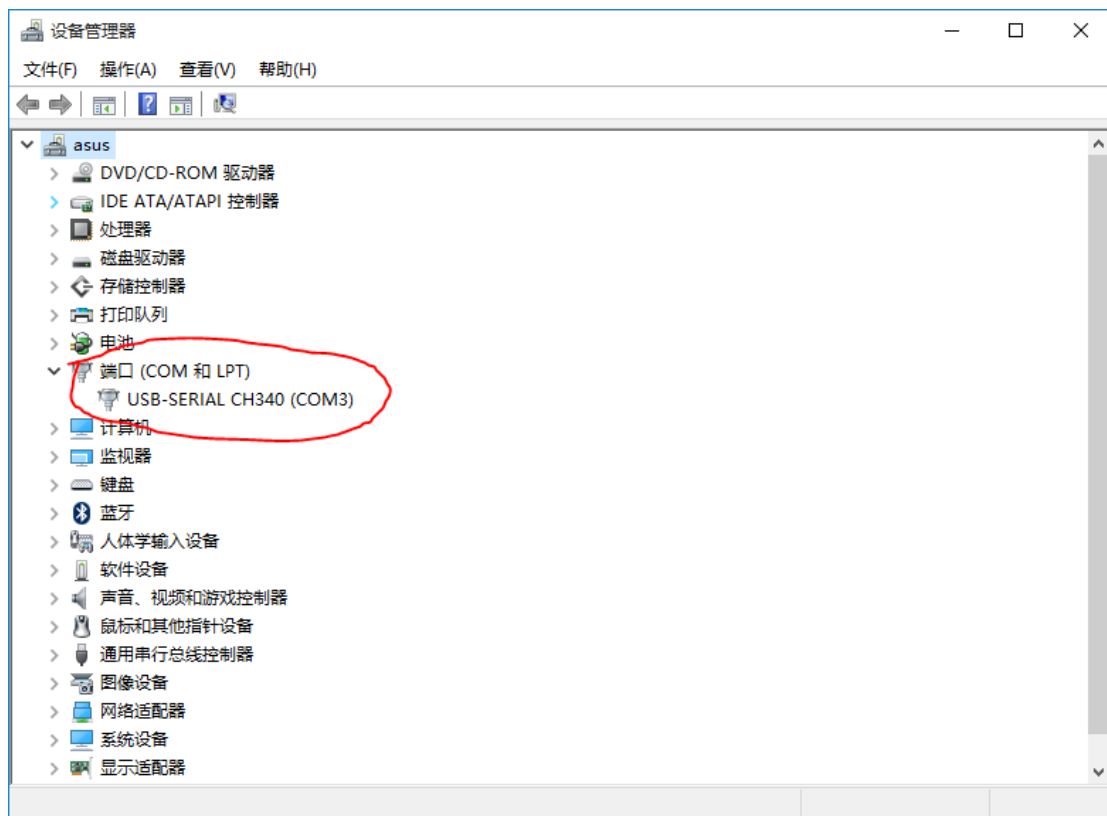 设备管理器
文件(F) 操作(A) 查看(V) 帮助(H)
asus
DVD/CD-ROM 驱动器
IDE ATA/ATAPI 控制器
处理器
磁盘驱动器
存储控制器
打印队列
电池
端口 (COM 和 LPT)
USB-SERIAL CH340 (COM3)
计算机
监视器
键盘
蓝牙
人体学输入设备
软件设备
声音、视频和游戏控制器
鼠标和其他指针设备
通用串行总线控制器
图像设备
网络适配器
系统设备
显示适配器